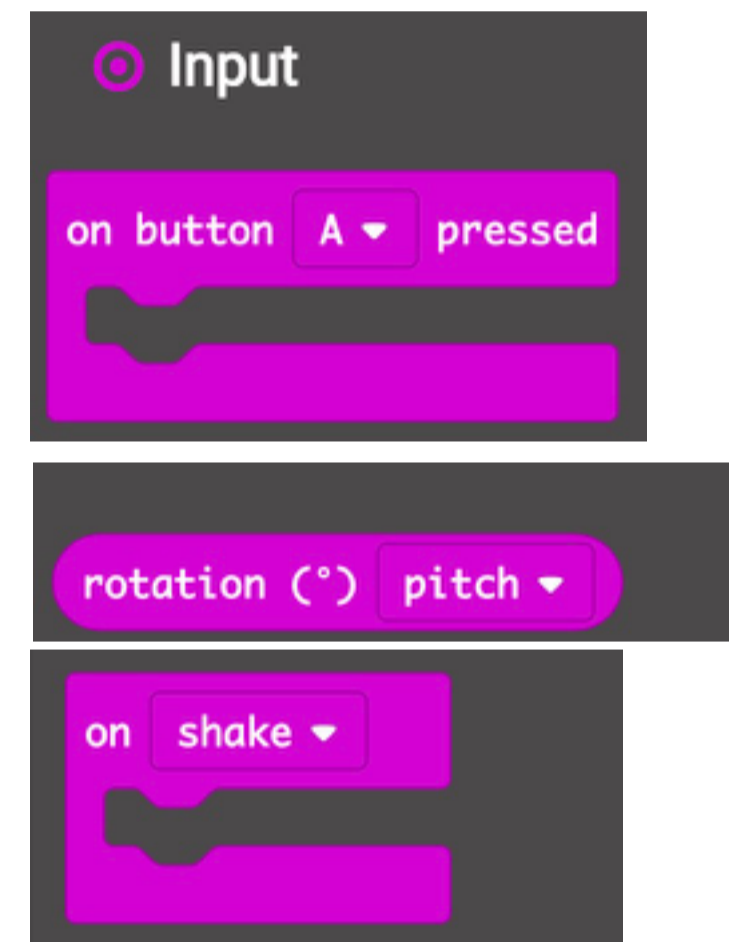 Input
on button A pressed
rotation (°) pitch
on shake